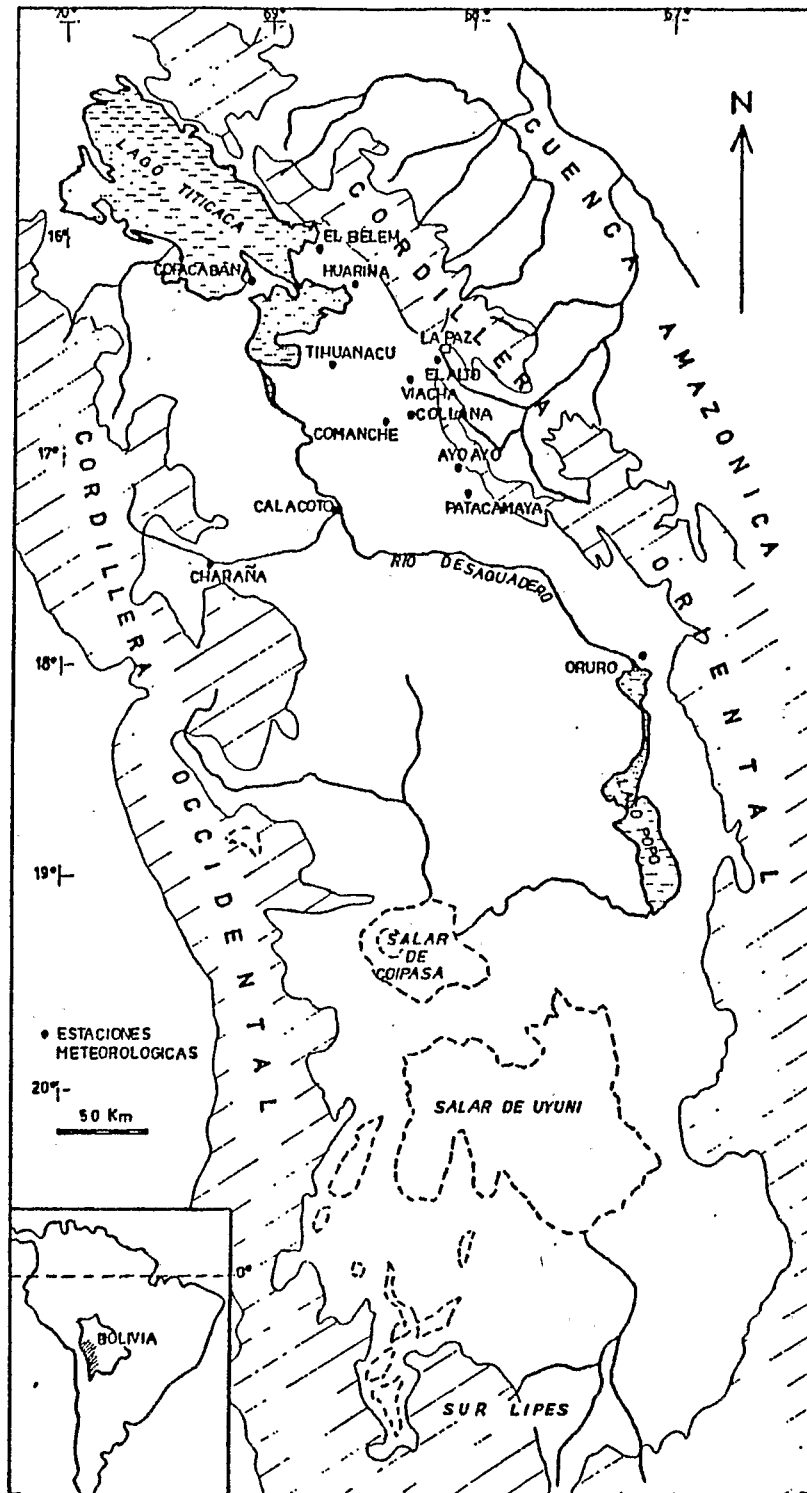 70°
69°
68°
67°
N
CUENCA
AMAZONICA
LAGO TITICACA
CORDILLERA
ORIENTAL
16°
EL BELEM
COPACABANA
HUARINA
LA PAZ
TIHUANACU
EL ALTO
VIACHA
COLLANA
COMANCHE
17°
AYO AYO
CORDILLERA
OCCIDENTAL
CALACOTO
PATACAMAYA
CHARAÑA
RIO DESAQUADERO
18°
ORURO
LAGO POPO
19°
SALAR
DE
COIPASA
• ESTACIONES
METEOROLOGICAS
20°
50 Km
SALAR DE UYUNI
0°
BOLIVIA
SUR LIPES